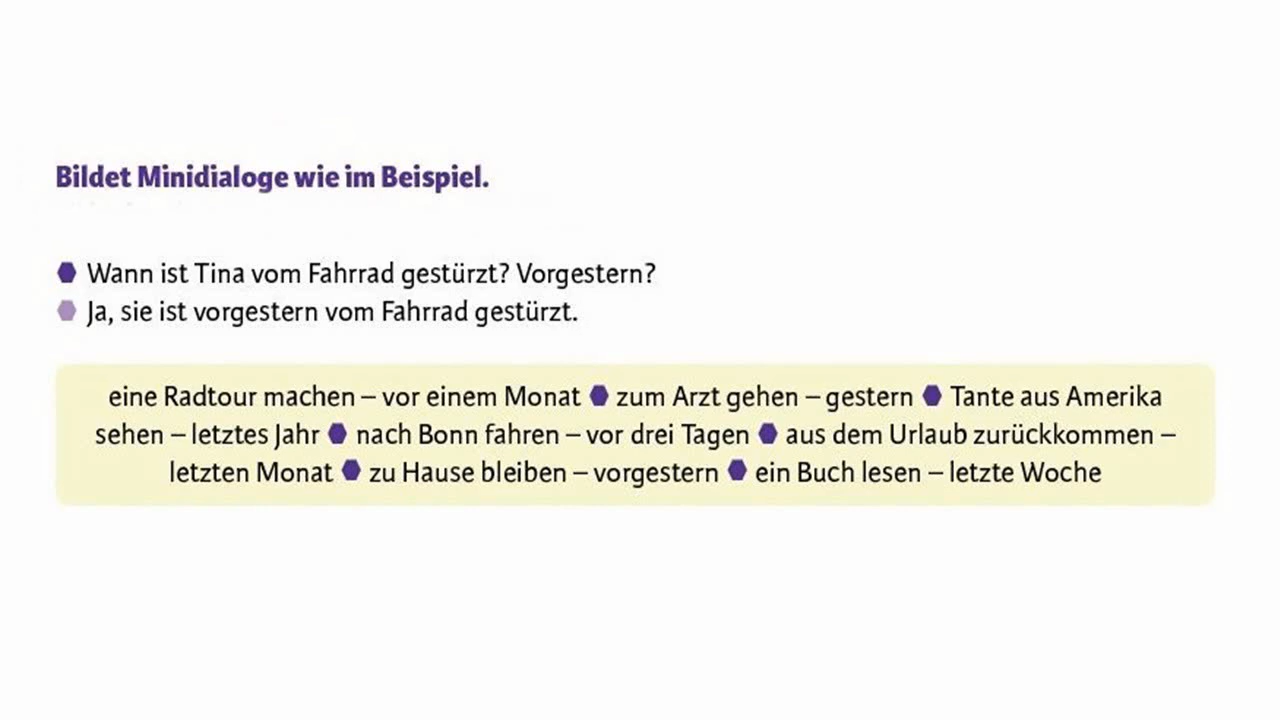 Bildet Minidialoge wie im Beispiel.
Wann ist Tina vom Fahrrad gestürzt? Vorgestern?
Ja, sie ist vorgestern vom Fahrrad gestürzt.
eine Radtour machen – vor einem Monat ⬢ zum Arzt gehen – gestern ⬢ Tante aus Amerika
sehen – letztes Jahr ⬢ nach Bonn fahren – vor drei Tagen ⬢ aus dem Urlaub zurückkommen –
letzten Monat ⬢ zu Hause bleiben – vorgestern ⬢ ein Buch lesen – letzte Woche